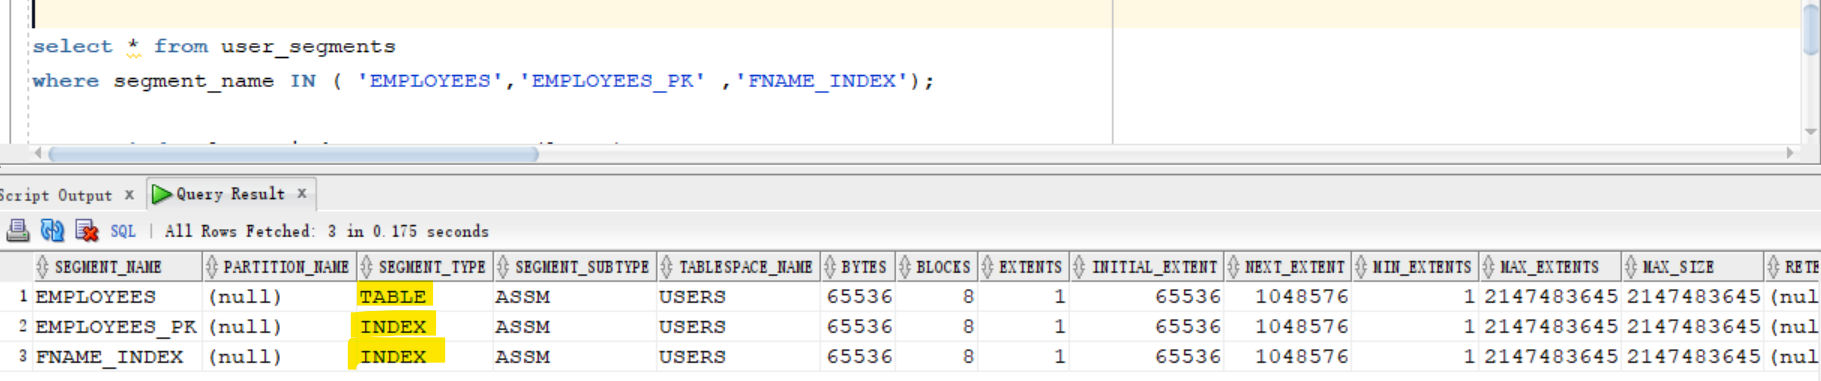 select * from user_segments
where segment_name IN ( 'EMPLOYEES','EMPLOYEES_PK' ,'FNAME_INDEX');
Script Output x Query Result x
SQL | All Rows Fetched: 3 in 0.175 seconds
SEGMENT_NAME PARTITION_NAME SEGMENT_TYPE SEGMENT_SUBTYPE TABLESPACE_NAME BYTES BLOCKS EXTENTS INITIAL_EXTENT NEXT_EXTENT MIN_EXTENTS MAX_EXTENTS MAX_SIZE RETE
1 EMPLOYEES (null) TABLE ASSM USERS 65536 8 1 65536 1048576 1 2147483645 2147483645 (nul
2 EMPLOYEES_PK (null) INDEX ASSM USERS 65536 8 1 65536 1048576 1 2147483645 2147483645 (nul
3 FNAME_INDEX (null) INDEX ASSM USERS 65536 8 1 65536 1048576 1 2147483645 2147483645 (nul